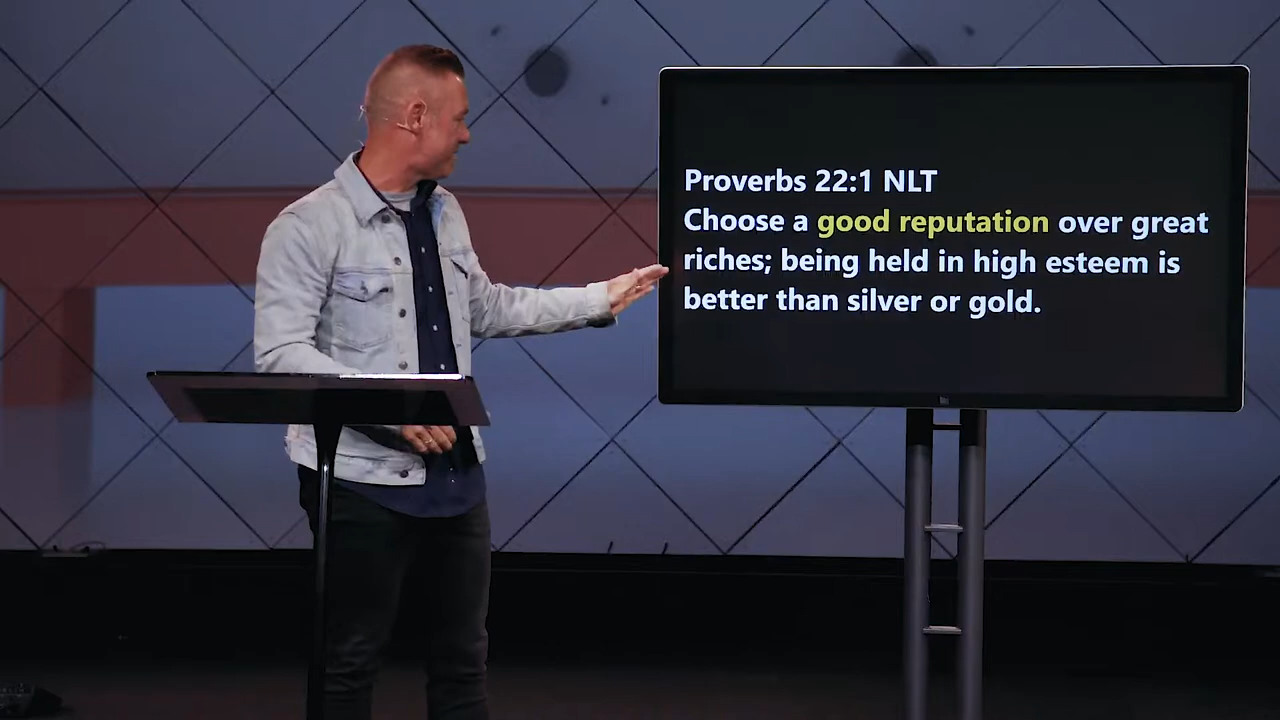 Proverbs 22:1 NLT
Choose a good reputation over great
riches; being held in high esteem is
better than silver or gold.